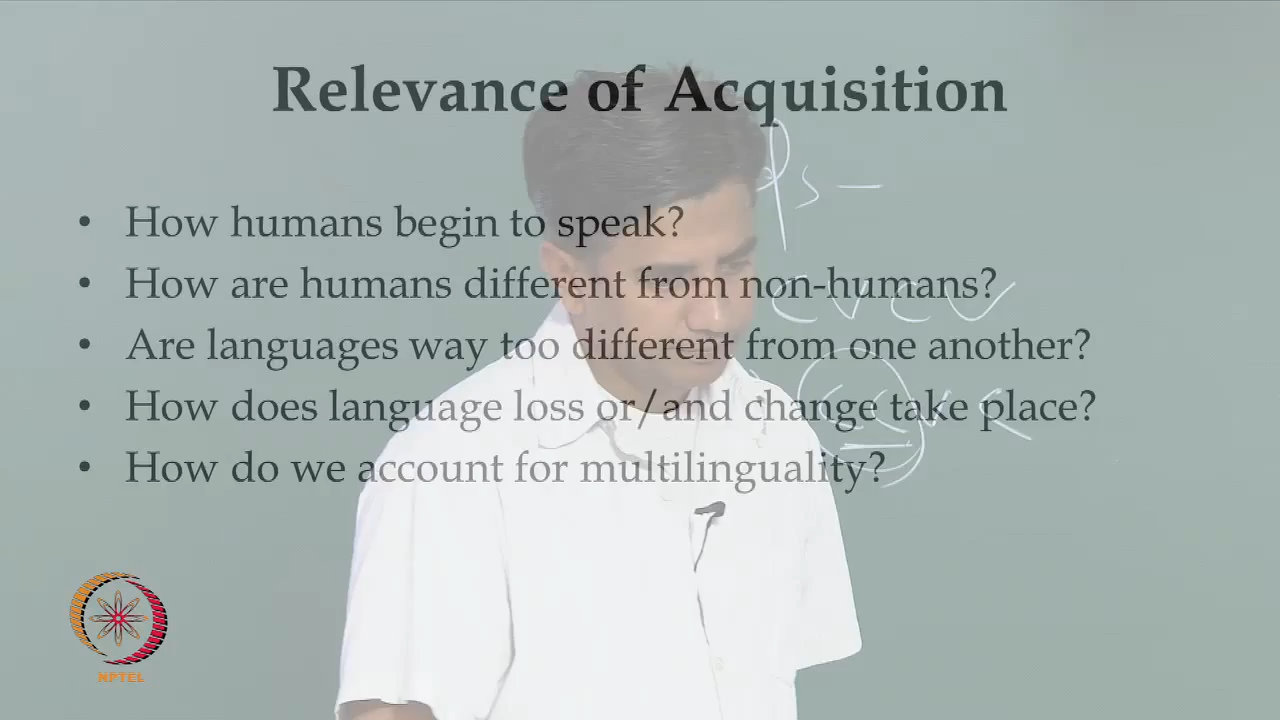 Relevance of Acquisition
• How humans begin to speak?
• How are humans different from non-humans?
• Are languages way too different from one another?
• How does language loss or/and change take place?
• How do we account for multilinguality?
Ps –
CVCV
NPTEL